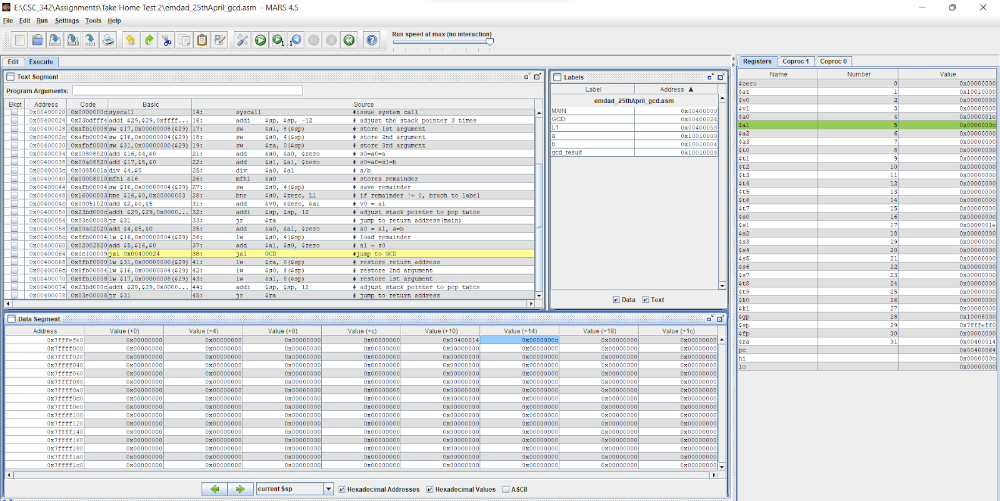 E:\CSC_342\Assignments\Take Home Test 2\emdad_25thApril_gcd.asm - MARS 4.5
File Edit Run Settings Tools Help
Run speed at max (no interaction)
Edit Execute
Text Segment
Program Arguments:
Bkpt Address Code Basic Source
0x00400020 0x0000000c syscall 14: syscall #issue system call
0x00400024 0x23bdfff4 addi $29,$29,0xffff... 16: addi $sp, $sp, -12 # adjust the stack pointer 3 times
0x00400028 0xafb10008 sw $17,0x00000008($29) 17: sw $s1, 8($sp) # store 1st argument
0x0040002c 0xafb00004 sw $16,0x00000004($29) 18: sw $s0, 4($sp) # store 2nd argument
0x00400030 0xafbf0000 sw $31,0x00000000($29) 19: sw $ra, 0($sp) # store 3rd argument
0x00400034 0x00808020 add $16,$4,$0 21: add $s0, $a0, $zero # s0=a0=a
0x00400038 0x00a08820 add $17,$5,$0 22: add $s1, $a1, $zero # s0=a0=s1=b
0x0040003c 0x0085001a div $4,$5 25: div $a0, $a1 # a/b
0x00400040 0x00008010 mfhi $16 26: mfhi $s0 # stores remainder
0x00400044 0xafb00004 sw $16,0x00000004($29) 27: sw $s0, 4($sp) # save remainder
0x00400048 0x16000003 bne $16,$0,0x00000003 28: bne $s0, $zero, L1 # if remainder != 0, brach to label
0x0040004c 0x00051020 add $2,$0,$5 31: add $v0, $zero, $a1 # v0 = a1
0x00400050 0x23bd000c addi $29,$29,0x0000... 32: addi $sp, $sp, 12 # adjust stack pointer to pop twice
0x00400054 0x03e00008 jr $31 33: jr $ra # jump to return address(main)
0x00400058 0x00a02020 add $4,$5,$0 35: add $a0, $a1, $zero # a0 = a1, a=b
0x0040005c 0x8fb00004 lw $16,0x00000004($29) 36: lw $s0, 4($sp) # load remainder
0x00400060 0x02002820 add $5,$16,$0 37: add $a1, $s0, $zero # a1 = s0
0x00400064 0x0c100009 jal 0x00400024 38: jal GCD #jump to GCD
0x00400068 0x8fbf0000 lw $31,0x00000000($29) 41: lw $ra, 0($sp) # restore return address
0x0040006c 0x8fb00004 lw $16,0x00000004($29) 42: lw $s0, 4($sp) # restore 2nd argument
0x00400070 0x8fb10008 lw $17,0x00000008($29) 43: lw $s1, 8($sp) # restore 1st argument
0x00400074 0x23bd000c addi $29,$29,0x0000... 44: addi $sp, $sp, 12 # adjust stack pointer to pop twice
0x00400078 0x03e00008 jr $31 45: jr $ra # jump to return address
Labels
Label Address ▲
emdad_25thApril_gcd.asm
MAIN 0x00400000
GCD 0x00400024
L1 0x00400058
a 0x10010000
b 0x10010004
gcd_result 0x10010008
Data Text
Data Segment
Address Value (+0) Value (+4) Value (+8) Value (+c) Value (+10) Value (+14) Value (+18) Value (+1c)
0x7fffefe0 0x00000000 0x00000000 0x00000000 0x00000000 0x00400014 0x0000000c 0x00000000 0x00000000
0x7ffff000 0x00000000 0x00000000 0x00000000 0x00000000 0x00000000 0x00000000 0x00000000 0x00000000
0x7ffff020 0x00000000 0x00000000 0x00000000 0x00000000 0x00000000 0x00000000 0x00000000 0x00000000
0x7ffff040 0x00000000 0x00000000 0x00000000 0x00000000 0x00000000 0x00000000 0x00000000 0x00000000
0x7ffff060 0x00000000 0x00000000 0x00000000 0x00000000 0x00000000 0x00000000 0x00000000 0x00000000
0x7ffff080 0x00000000 0x00000000 0x00000000 0x00000000 0x00000000 0x00000000 0x00000000 0x00000000
0x7ffff0a0 0x00000000 0x00000000 0x00000000 0x00000000 0x00000000 0x00000000 0x00000000 0x00000000
0x7ffff0c0 0x00000000 0x00000000 0x00000000 0x00000000 0x00000000 0x00000000 0x00000000 0x00000000
0x7ffff0e0 0x00000000 0x00000000 0x00000000 0x00000000 0x00000000 0x00000000 0x00000000 0x00000000
0x7ffff100 0x00000000 0x00000000 0x00000000 0x00000000 0x00000000 0x00000000 0x00000000 0x00000000
0x7ffff120 0x00000000 0x00000000 0x00000000 0x00000000 0x00000000 0x00000000 0x00000000 0x00000000
0x7ffff140 0x00000000 0x00000000 0x00000000 0x00000000 0x00000000 0x00000000 0x00000000 0x00000000
0x7ffff160 0x00000000 0x00000000 0x00000000 0x00000000 0x00000000 0x00000000 0x00000000 0x00000000
0x7ffff180 0x00000000 0x00000000 0x00000000 0x00000000 0x00000000 0x00000000 0x00000000 0x00000000
0x7ffff1a0 0x00000000 0x00000000 0x00000000 0x00000000 0x00000000 0x00000000 0x00000000 0x00000000
0x7ffff1c0 0x00000000 0x00000000 0x00000000 0x00000000 0x00000000 0x00000000 0x00000000 0x00000000
current $sp Hexadecimal Addresses Hexadecimal Values ASCII
Registers Coproc 1 Coproc 0
Name Number Value
$zero 0 0x00000000
$at 1 0x10010000
$v0 2 0x00000000
$v1 3 0x00000000
$a0 4 0x0000001e
$a1 5 0x0000000c
$a2 6 0x00000000
$a3 7 0x00000000
$t0 8 0x00000000
$t1 9 0x00000000
$t2 10 0x00000000
$t3 11 0x00000000
$t4 12 0x00000000
$t5 13 0x00000000
$t6 14 0x00000000
$t7 15 0x00000000
$s0 16 0x0000000c
$s1 17 0x0000001e
$s2 18 0x00000000
$s3 19 0x00000000
$s4 20 0x00000000
$s5 21 0x00000000
$s6 22 0x00000000
$s7 23 0x00000000
$t8 24 0x00000000
$t9 25 0x00000000
$k0 26 0x00000000
$k1 27 0x00000000
$gp 28 0x10008000
$sp 29 0x7fffeff0
$fp 30 0x00000000
$ra 31 0x00400014
pc 0x00400064
hi 0x0000000c
lo 0x00000000